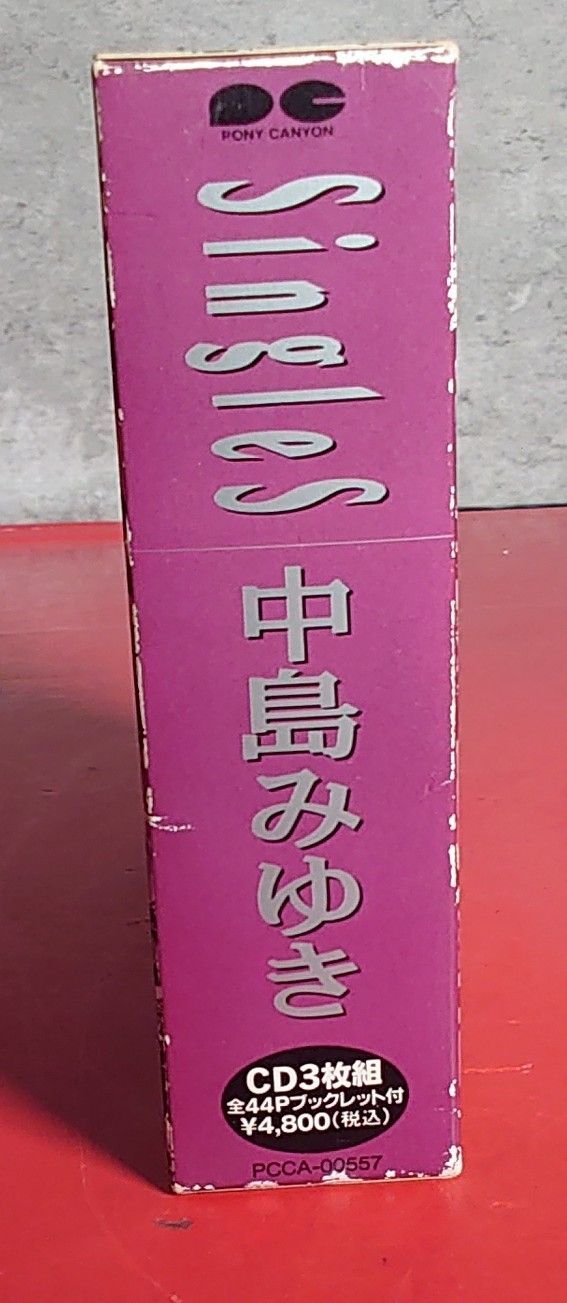 PONY CANYON
Singles
中島みゆき
CD3枚組
全44Pブックレット付
¥4,800(税込)
PCCA-00557